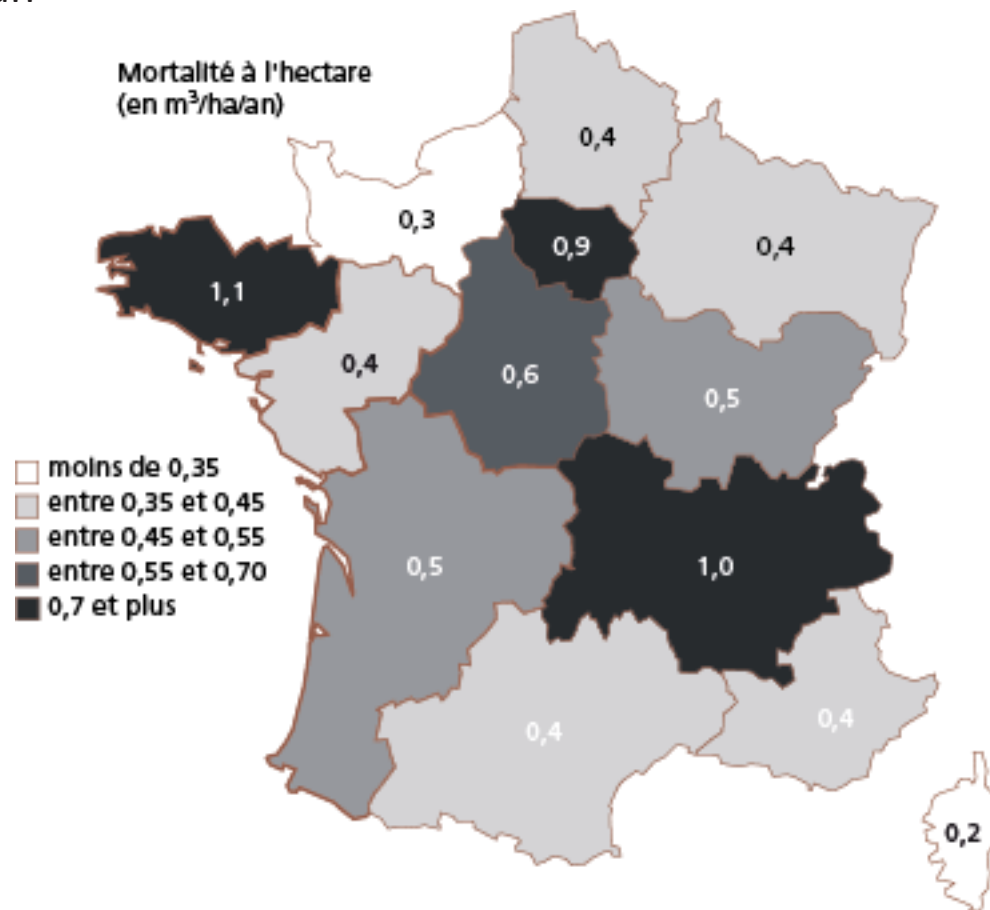 Mortalité à l'hectare
(en m³/ha/an)
0,4
0,3
0,9
0,4
1,1
0,4
0,6
0,5
moins de 0,35
entre 0,35 et 0,45
entre 0,45 et 0,55
entre 0,55 et 0,70
0,7 et plus
0,5
1,0
0,4
0,4
0,2